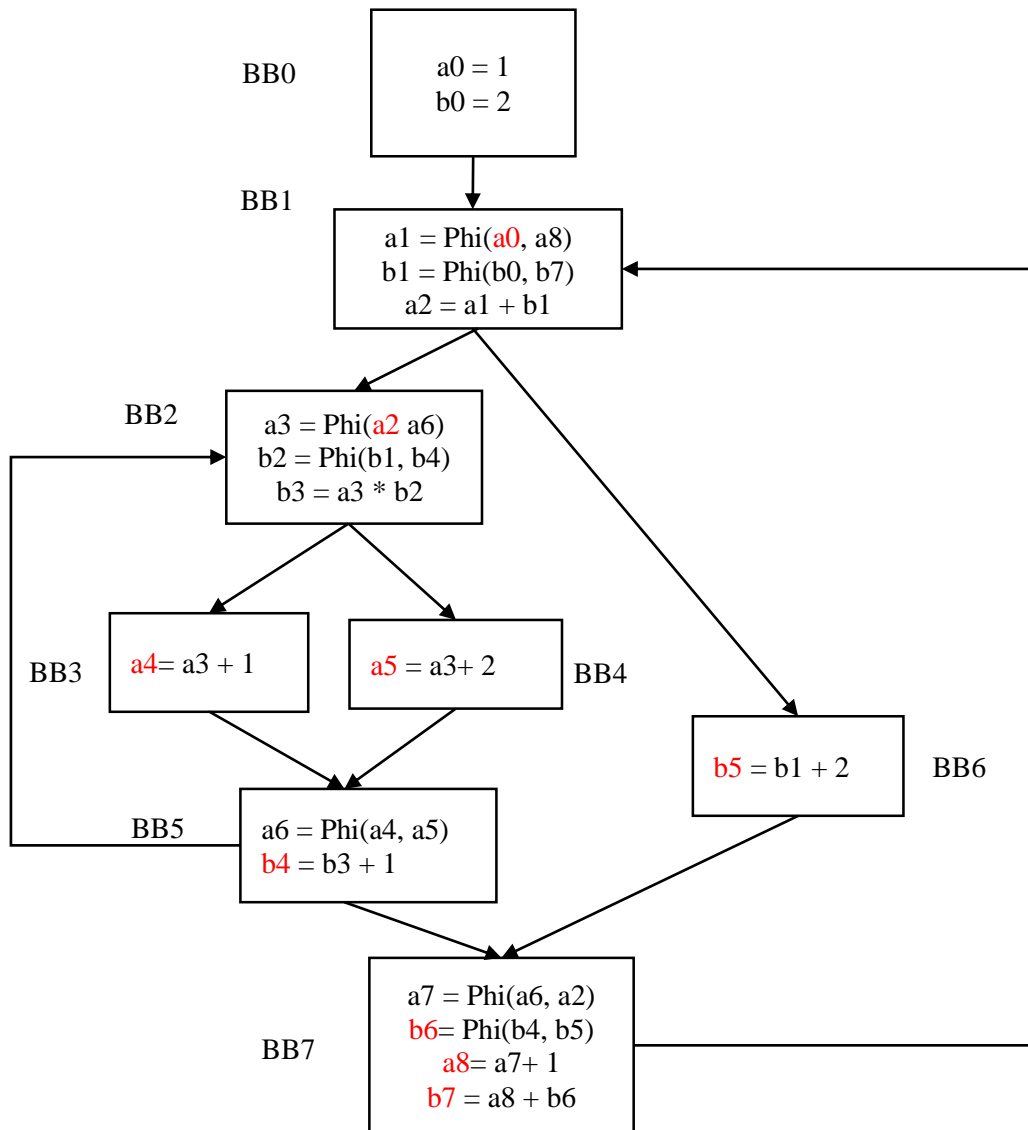 BB0
a0 = 1
b0 = 2
BB1
a1 = Phi(a0, a8)
b1 = Phi(b0, b7)
a2 = a1 + b1
BB2
a3 = Phi(a2 a6)
b2 = Phi(b1, b4)
b3 = a3 * b2
BB3
a4= a3 + 1
a5 = a3+ 2
BB4
b5 = b1 + 2
BB6
BB5
a6 = Phi(a4, a5)
b4 = b3 + 1
BB7
a7 = Phi(a6, a2)
b6= Phi(b4, b5)
a8= a7+ 1
b7 = a8 + b6